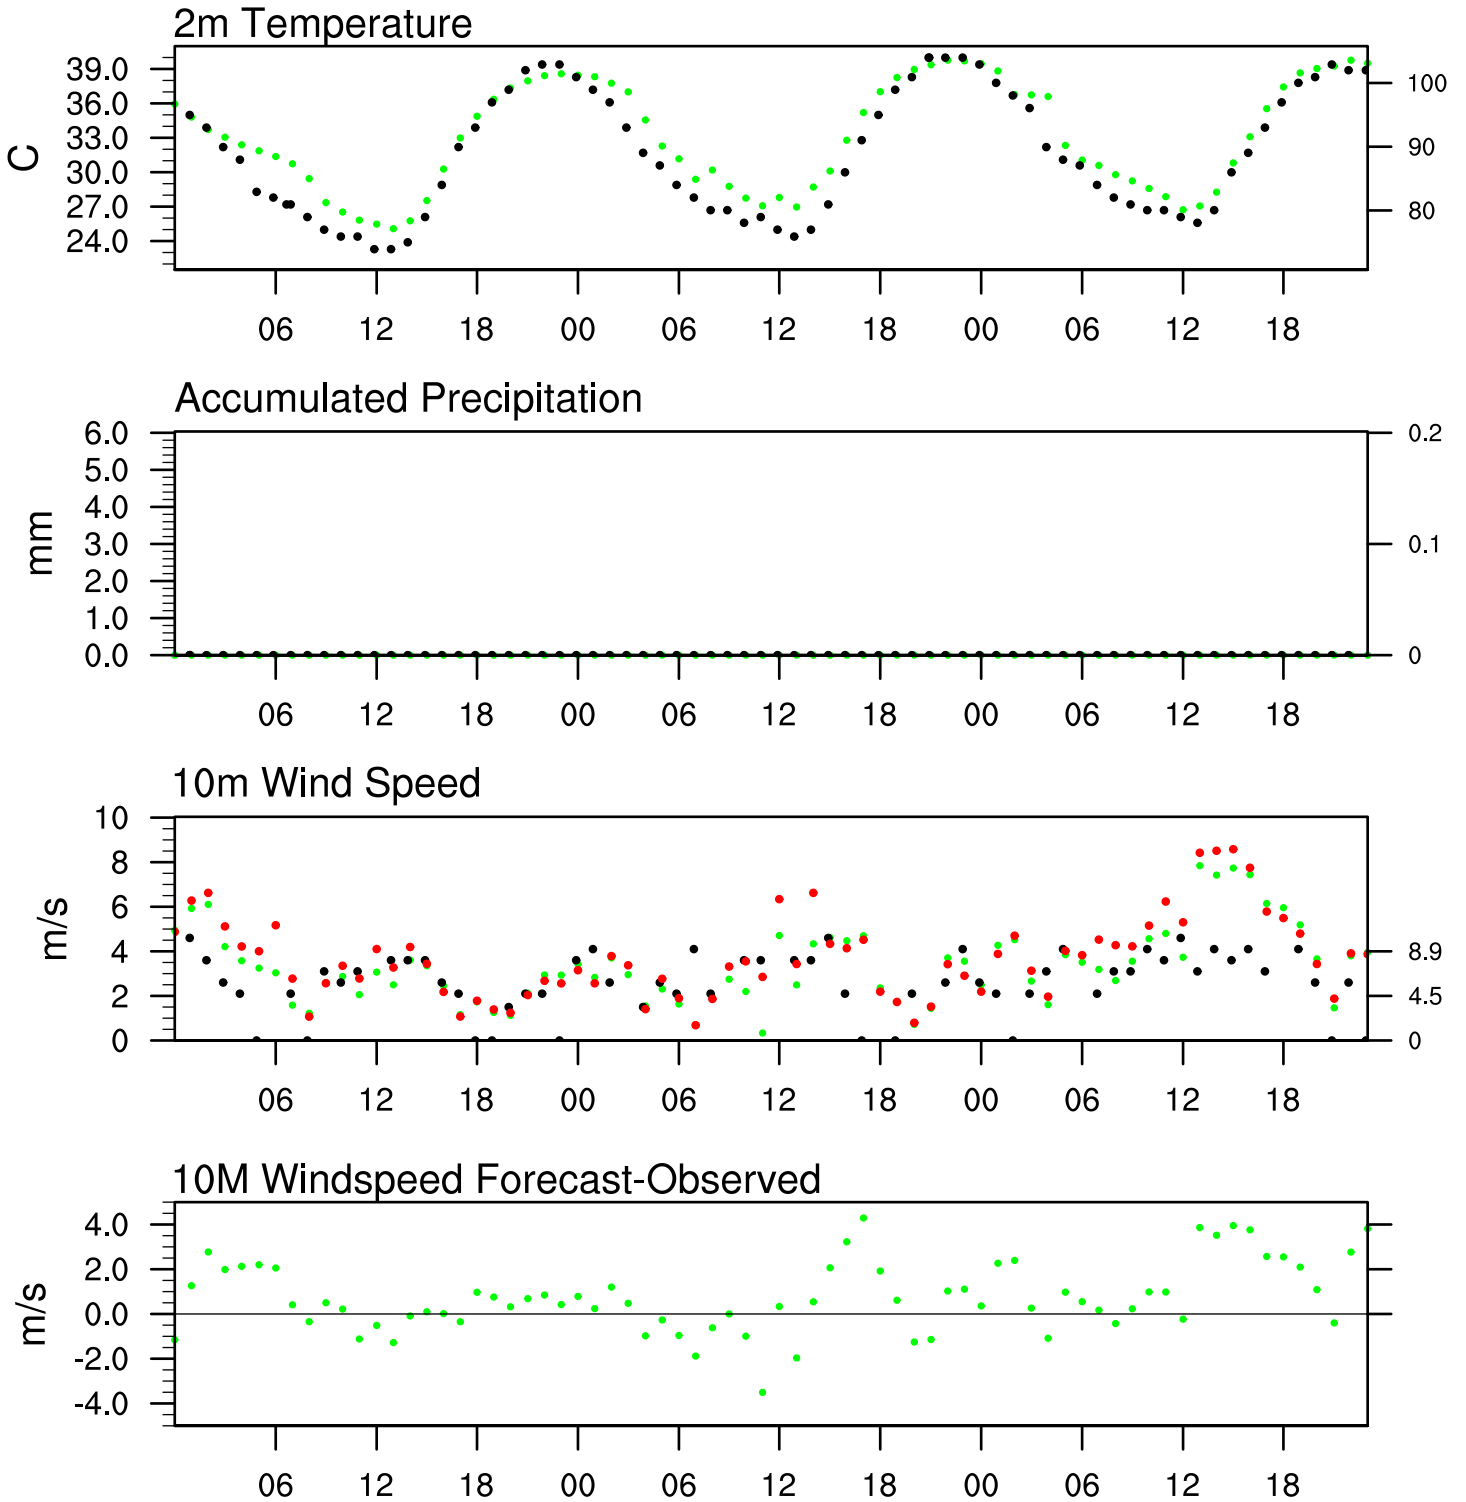 2m Temperature
39.0
36.0
33.0
30.0
27.0
24.0
C
100
90
80
06 12 18 00 06 12 18 00 06 12 18
Accumulated Precipitation
6.0
5.0
4.0
3.0
2.0
1.0
0.0
mm
0.2
0.1
0
06 12 18 00 06 12 18 00 06 12 18
10m Wind Speed
10
8
6
4
2
0
m/s
8.9
4.5
0
06 12 18 00 06 12 18 00 06 12 18
10M Windspeed Forecast-Observed
4.0
2.0
0.0
-2.0
-4.0
m/s
06 12 18 00 06 12 18 00 06 12 18